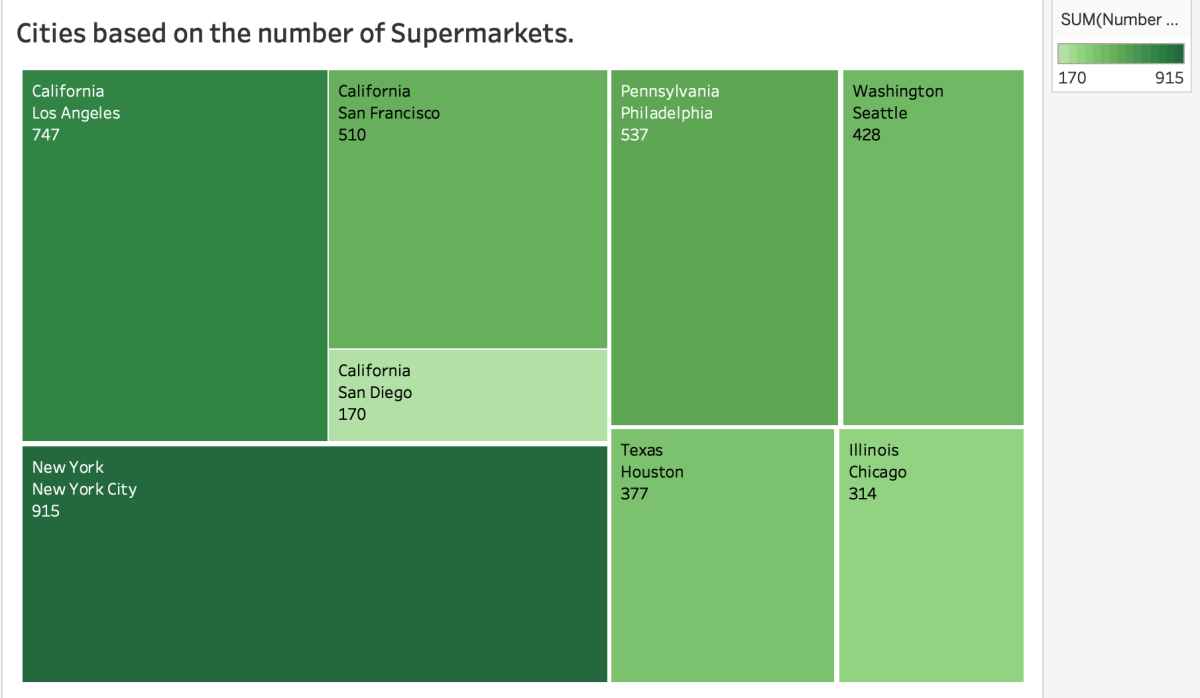 Cities based on the number of Supermarkets.
SUM(Number ...
170 915
California
Los Angeles
747
California
San Francisco
510
California
San Diego
170
New York
New York City
915
Pennsylvania
Philadelphia
537
Washington
Seattle
428
Texas
Houston
377
Illinois
Chicago
314